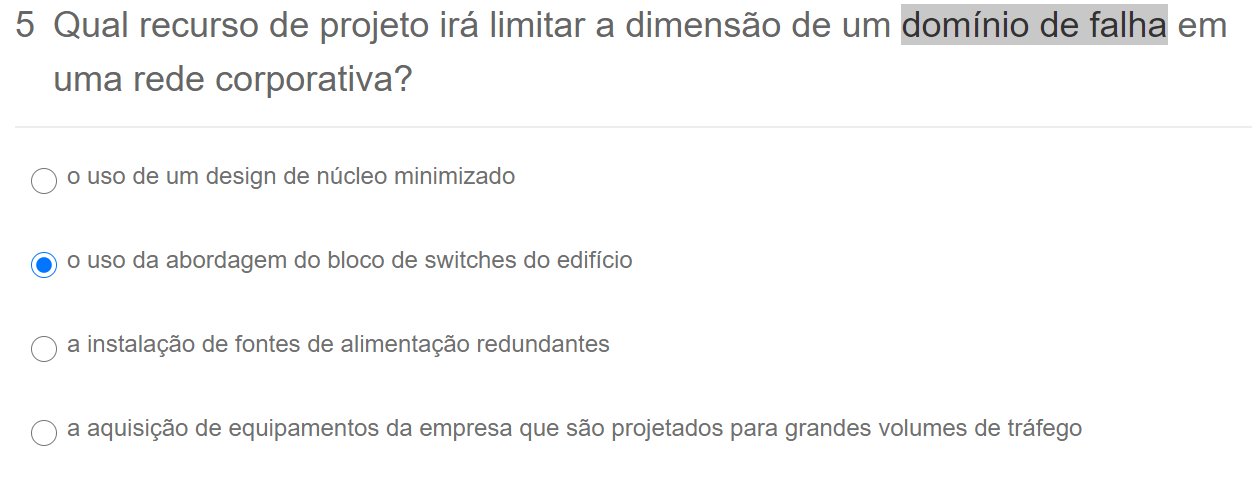 5 Qual recurso de projeto irá limitar a dimensão de um domínio de falha em
uma rede corporativa?
o uso de um design de núcleo minimizado
o uso da abordagem do bloco de switches do edifício
a instalação de fontes de alimentação redundantes
a aquisição de equipamentos da empresa que são projetados para grandes volumes de tráfego